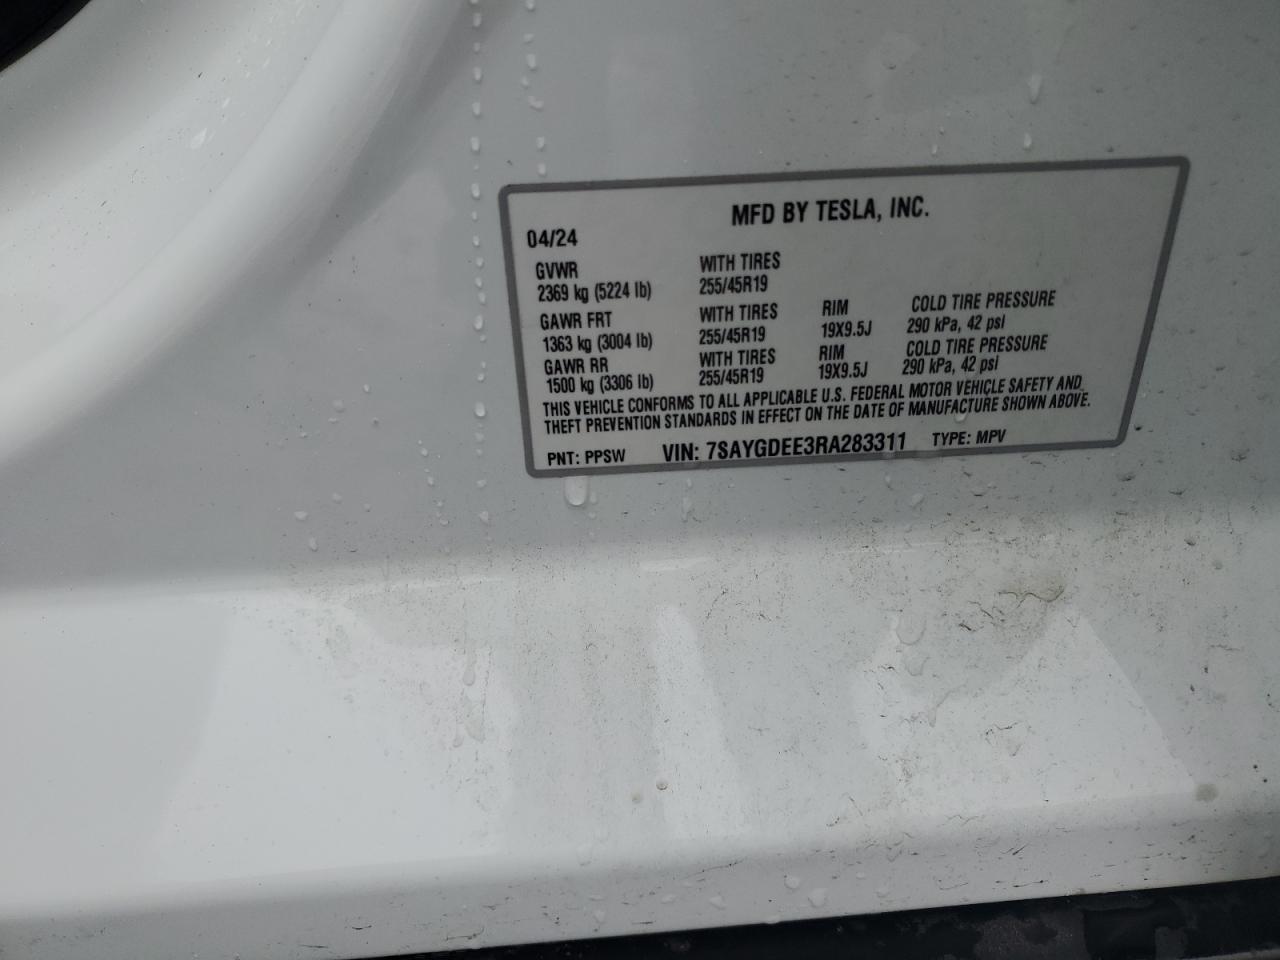 MFD BY TESLA, INC.
04/24
GVWR WITH TIRES
2369 kg (5224 lb) 255/45R19
GAWR FRT WITH TIRES RIM COLD TIRE PRESSURE
1363 kg (3004 lb) 255/45R19 19X9.5J 290 kPa, 42 psi
GAWR RR WITH TIRES RIM COLD TIRE PRESSURE
1500 kg (3306 lb) 255/45R19 19X9.5J 290 kPa, 42 psi
THIS VEHICLE CONFORMS TO ALL APPLICABLE U.S. FEDERAL MOTOR VEHICLE SAFETY AND
THEFT PREVENTION STANDARDS IN EFFECT ON THE DATE OF MANUFACTURE SHOWN ABOVE.
PNT: PPSW VIN: 7SAYGDEE3RA283311 TYPE: MPV